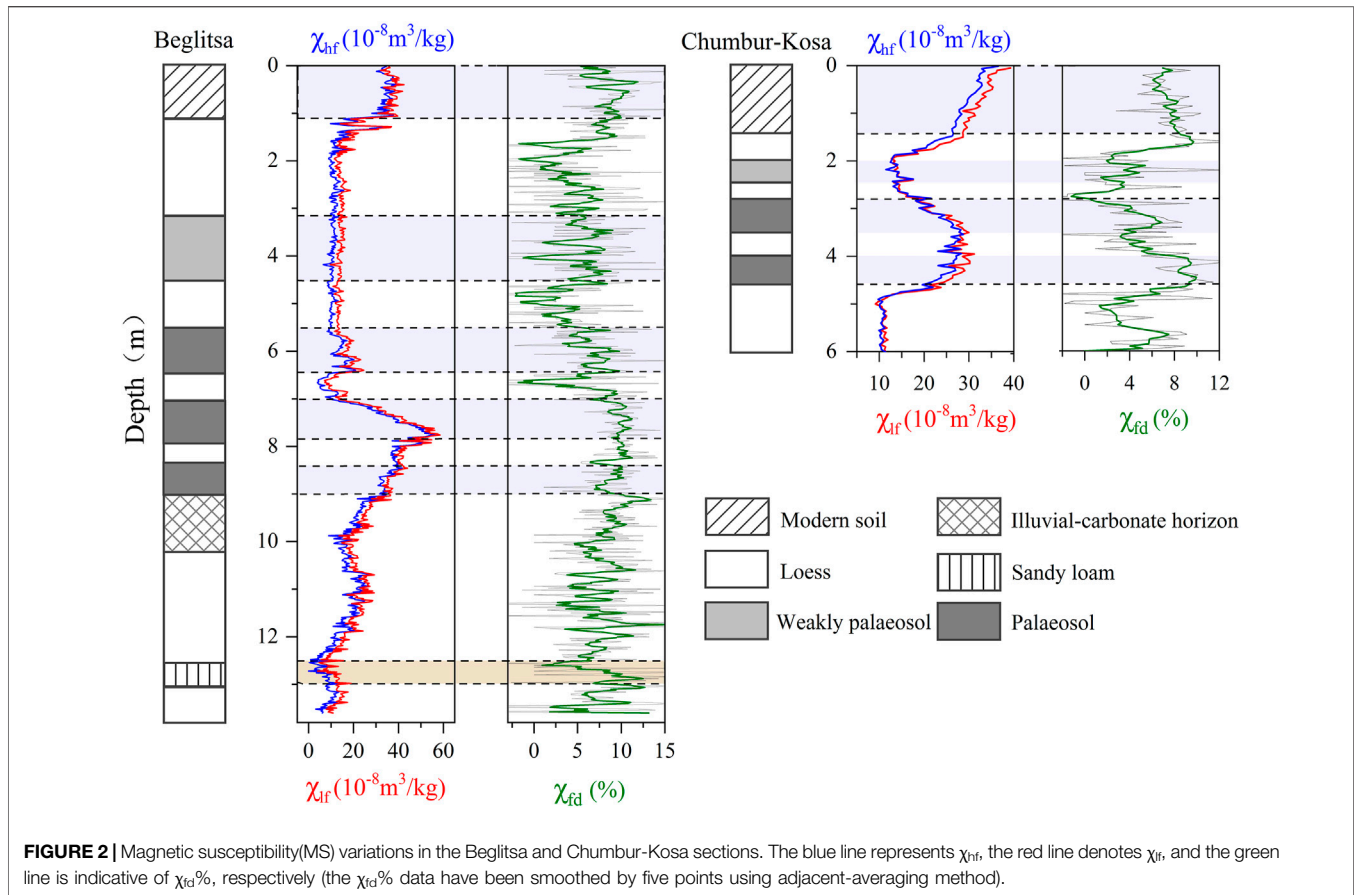 Beglitsa
χhf (10-8m3/kg)
Chumbur-Kosa
χhf (10-8m3/kg)
0
2
4
6
8
10
12
Depth (m)
0
2
4
6
0 20 40 60
0 5 10 15
χlf (10-8m3/kg)
χfd (%)
10 20 30 40
0 4 8 12
χlf (10-8m3/kg)
χfd (%)
Modern soil
Illuvial-carbonate horizon
Loess
Sandy loam
Weakly palaeosol
Palaeosol
FIGURE 2 | Magnetic susceptibility(MS) variations in the Beglitsa and Chumbur-Kosa sections. The blue line represents χhf, the red line denotes χlf, and the green
line is indicative of χfd%, respectively (the χfd% data have been smoothed by five points using adjacent-averaging method).